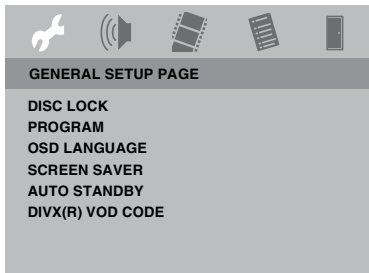 GENERAL SETUP PAGE
DISC LOCK
PROGRAM
OSD LANGUAGE
SCREEN SAVER
AUTO STANDBY
DIVX(R) VOD CODE